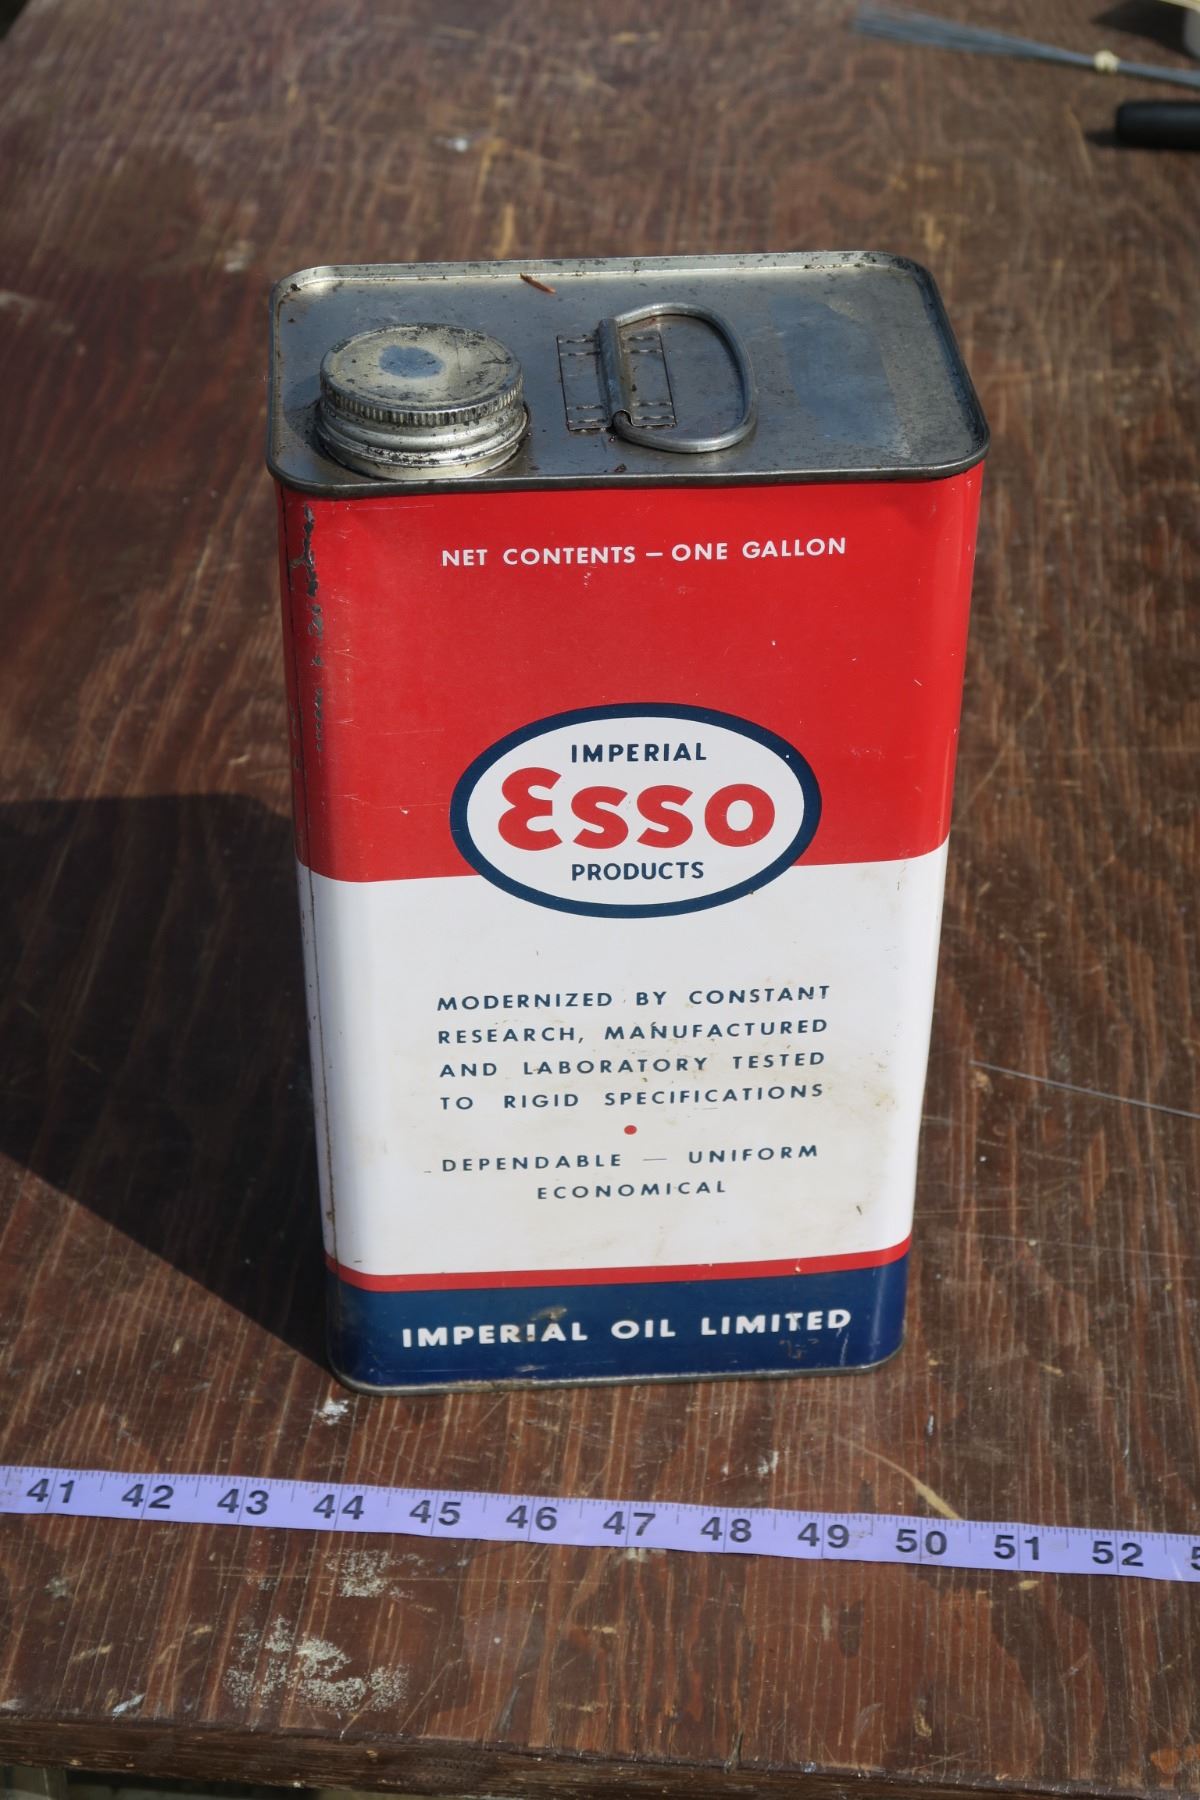 NET CONTENTS — ONE GALLON
IMPERIAL
Esso
PRODUCTS
MODERNIZED BY CONSTANT
RESEARCH, MANUFACTURED
AND LABORATORY TESTED
TO RIGID SPECIFICATIONS
DEPENDABLE — UNIFORM
ECONOMICAL
IMPERIAL OIL LIMITED
41 42 43 44 45 46 47 48 49 50 51 52